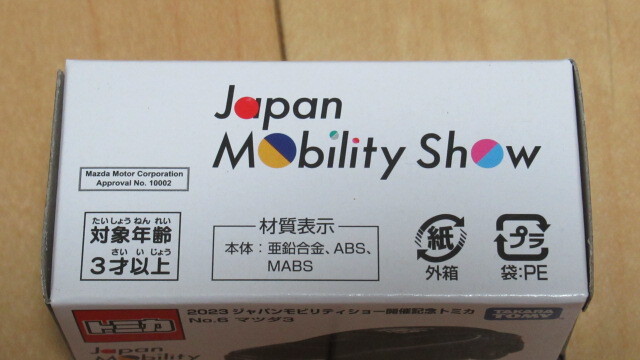 Japan
Mobility Show
Mazda Motor Corporation
Approval No. 10002
たいしょうねんれい
対象年齢
さいいじょう
3才以上
材質表示
本体：亜鉛合金、ABS、
MABS
紙
外箱
プラ
袋：PE
トミカ
2023 ジャパンモビリティショー開催記念トミカ
No.6 マツダ3
TAKARA
TOMY
Japan
Mobility